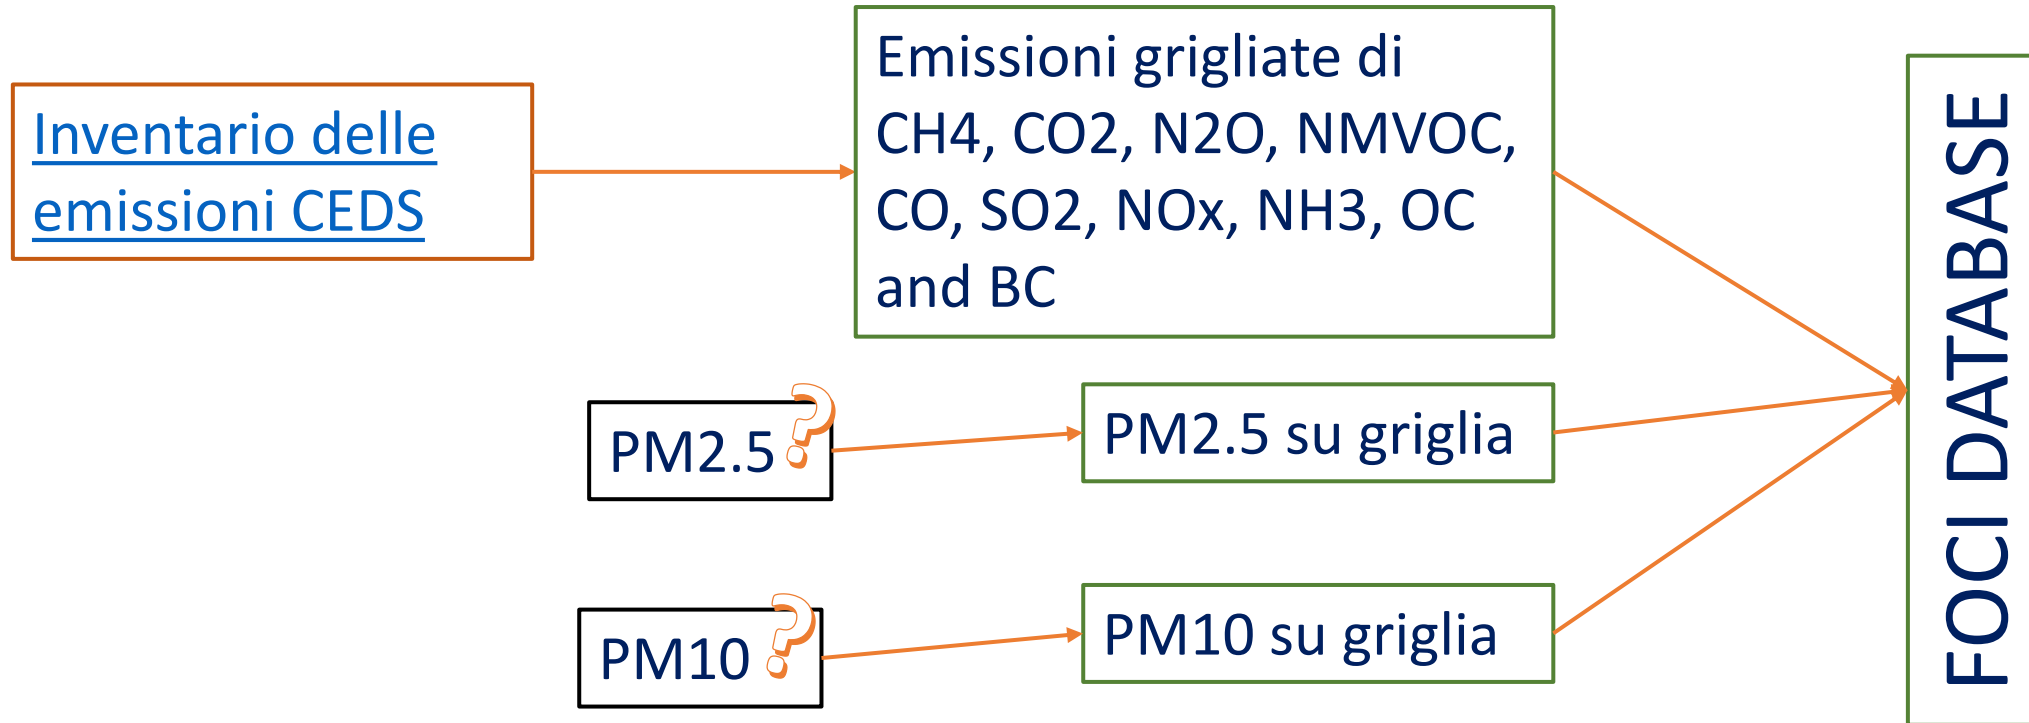 Inventario delle
emissioni CEDS
Emissioni grigliate di
CH4, CO2, N2O, NMVOC,
CO, SO2, NOx, NH3, OC
and BC
PM2.5 ?
PM2.5 su griglia
PM10 ?
PM10 su griglia
FOCI DATABASE